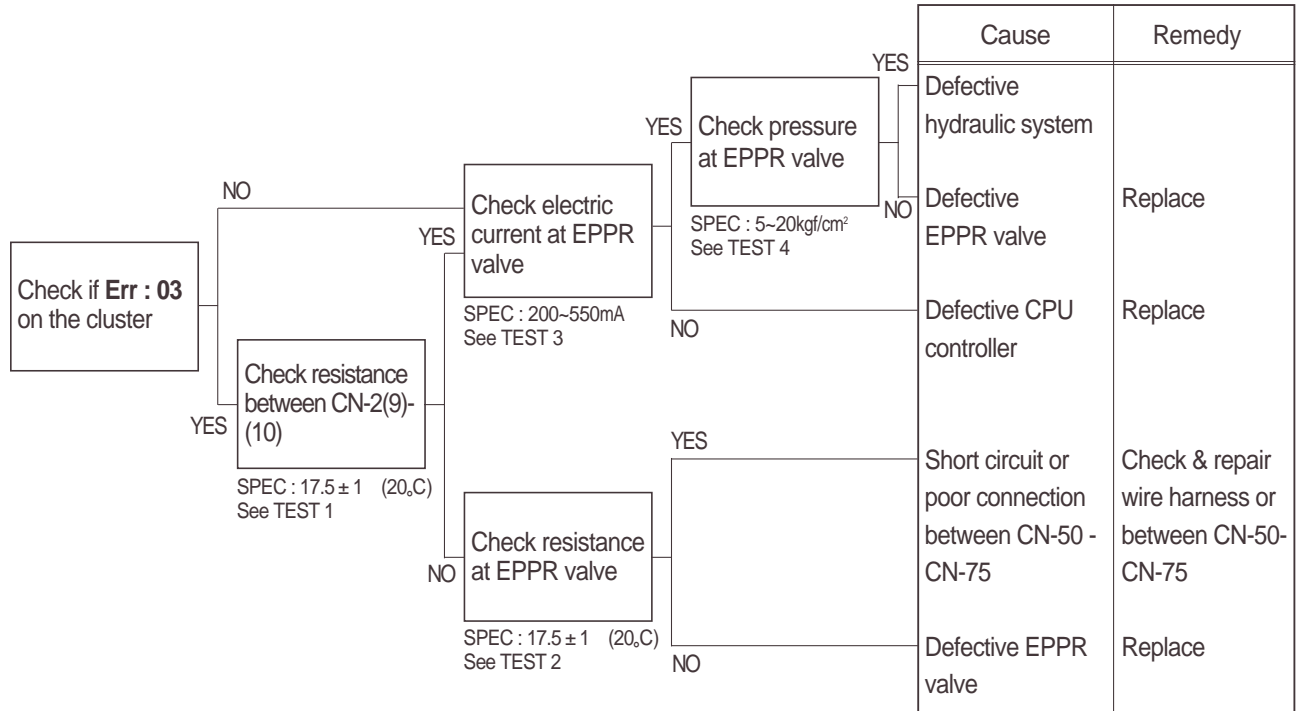 Cause
Remedy
YES
Defective
hydraulic system
YES
Check pressure
at EPPR valve
NO
Check electric
current at EPPR
valve
YES
SPEC : 5~20kgf/cm²
See TEST 4
NO
Defective
EPPR valve
Replace
Check if Err : 03
on the cluster
SPEC : 200~550mA
See TEST 3
NO
Defective CPU
controller
Replace
YES
Check resistance
between CN-2(9)-
(10)
SPEC : 17.5 ± 1 (20°C)
See TEST 1
YES
Short circuit or
poor connection
between CN-50 -
CN-75
Check & repair
wire harness or
between CN-50-
CN-75
NO
Check resistance
at EPPR valve
SPEC : 17.5 ± 1 (20°C)
See TEST 2
NO
Defective EPPR
valve
Replace